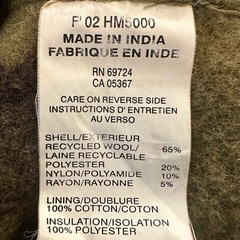 F' 02 HM5000
MADE IN INDIA
FABRIQUE EN INDE
RN 69724
CA 05367
CARE ON REVERSE SIDE
INSTRUCTIONS D' ENTRETIEN
AU VERSO
SHELL/EXTERIEUR
RECYCLED WOOL/ 65%
LAINE RECYCLABLE
POLYESTER 20%
NYLON/POLYAMIDE 10%
RAYON/RAYONNE 5%
LINING/DOUBLURE
100% COTTON/COTON
INSULATION/ISOLATION
100% POLYESTER